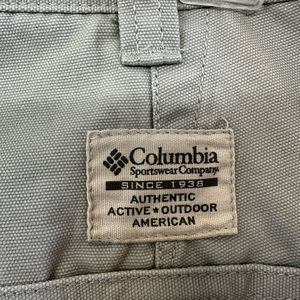 Columbia
Sportswear Company
SINCE 1938
AUTHENTIC
ACTIVE★OUTDOOR
AMERICAN